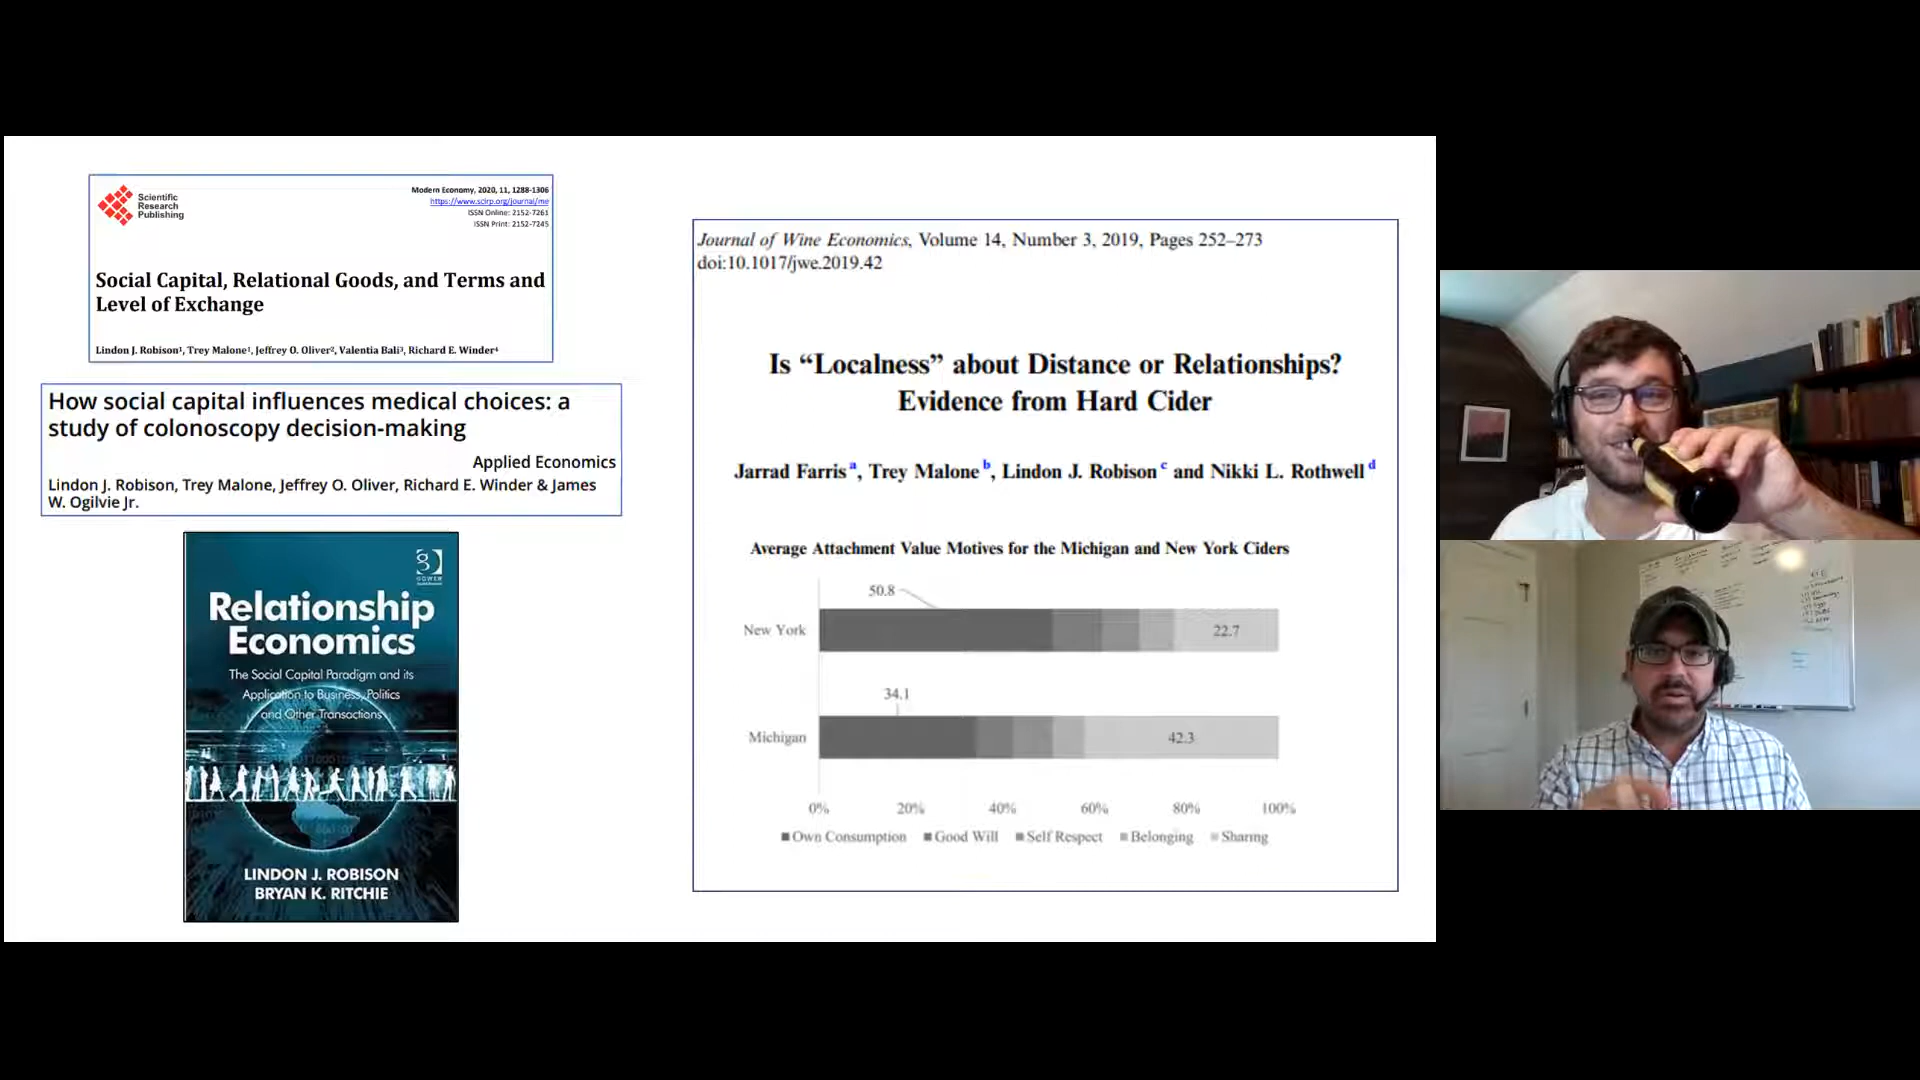 Scientific
Research
Publishing
Modern Economy, 2020, 11, 1288-1306
https://www.scirp.org/journal/me
ISSN Online: 2152-7261
ISSN Print: 2152-7245
Social Capital, Relational Goods, and Terms and
Level of Exchange
Lindon J. Robison¹, Trey Malone¹, Jeffrey O. Oliver², Valentia Bali³, Richard E. Winder⁴
How social capital influences medical choices: a
study of colonoscopy decision-making
Applied Economics
Lindon J. Robison, Trey Malone, Jeffrey O. Oliver, Richard E. Winder & James
W. Ogilvie Jr.
g
GOWER
Relationship
Economics
The Social Capital Paradigm and its
Application to Business, Politics
and Other Transactions
LINDON J. ROBISON
BRYAN K. RITCHIE
Journal of Wine Economics, Volume 14, Number 3, 2019, Pages 252–273
doi:10.1017/jwe.2019.42
Is “Localness” about Distance or Relationships?
Evidence from Hard Cider
Jarrad Farris a, Trey Malone b, Lindon J. Robison c and Nikki L. Rothwell d
Average Attachment Value Motives for the Michigan and New York Ciders
50.8
New York 22.7
34.1
Michigan 42.3
0% 20% 40% 60% 80% 100%
Own Consumption Good Will Self Respect Belonging Sharing